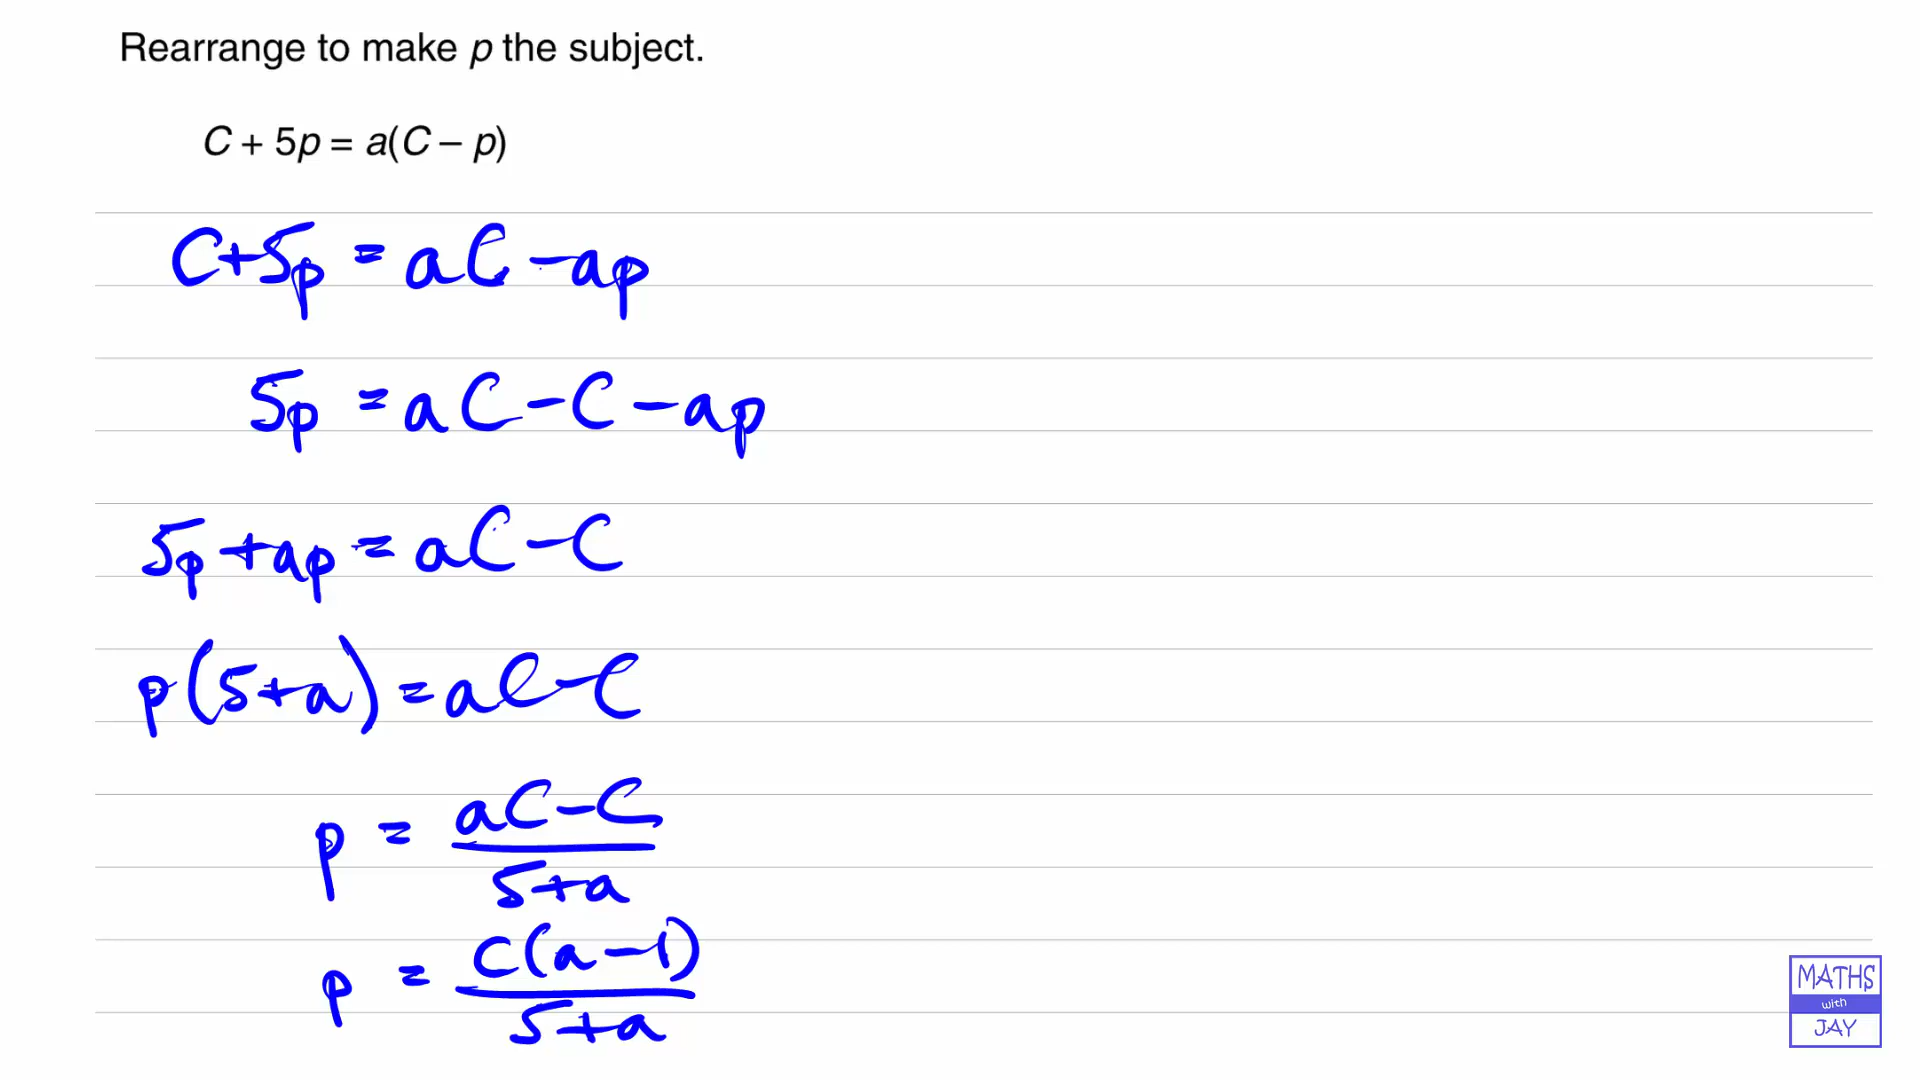 Rearrange to make p the subject.
C + 5p = a(C – p)
C+5p = aC - ap
5p = aC - C - ap
5p + ap = aC - C
p(5+a) = aC - C
p = aC - C / 5+a
p = C(a-1) / 5+a
MATHS
with
JAY